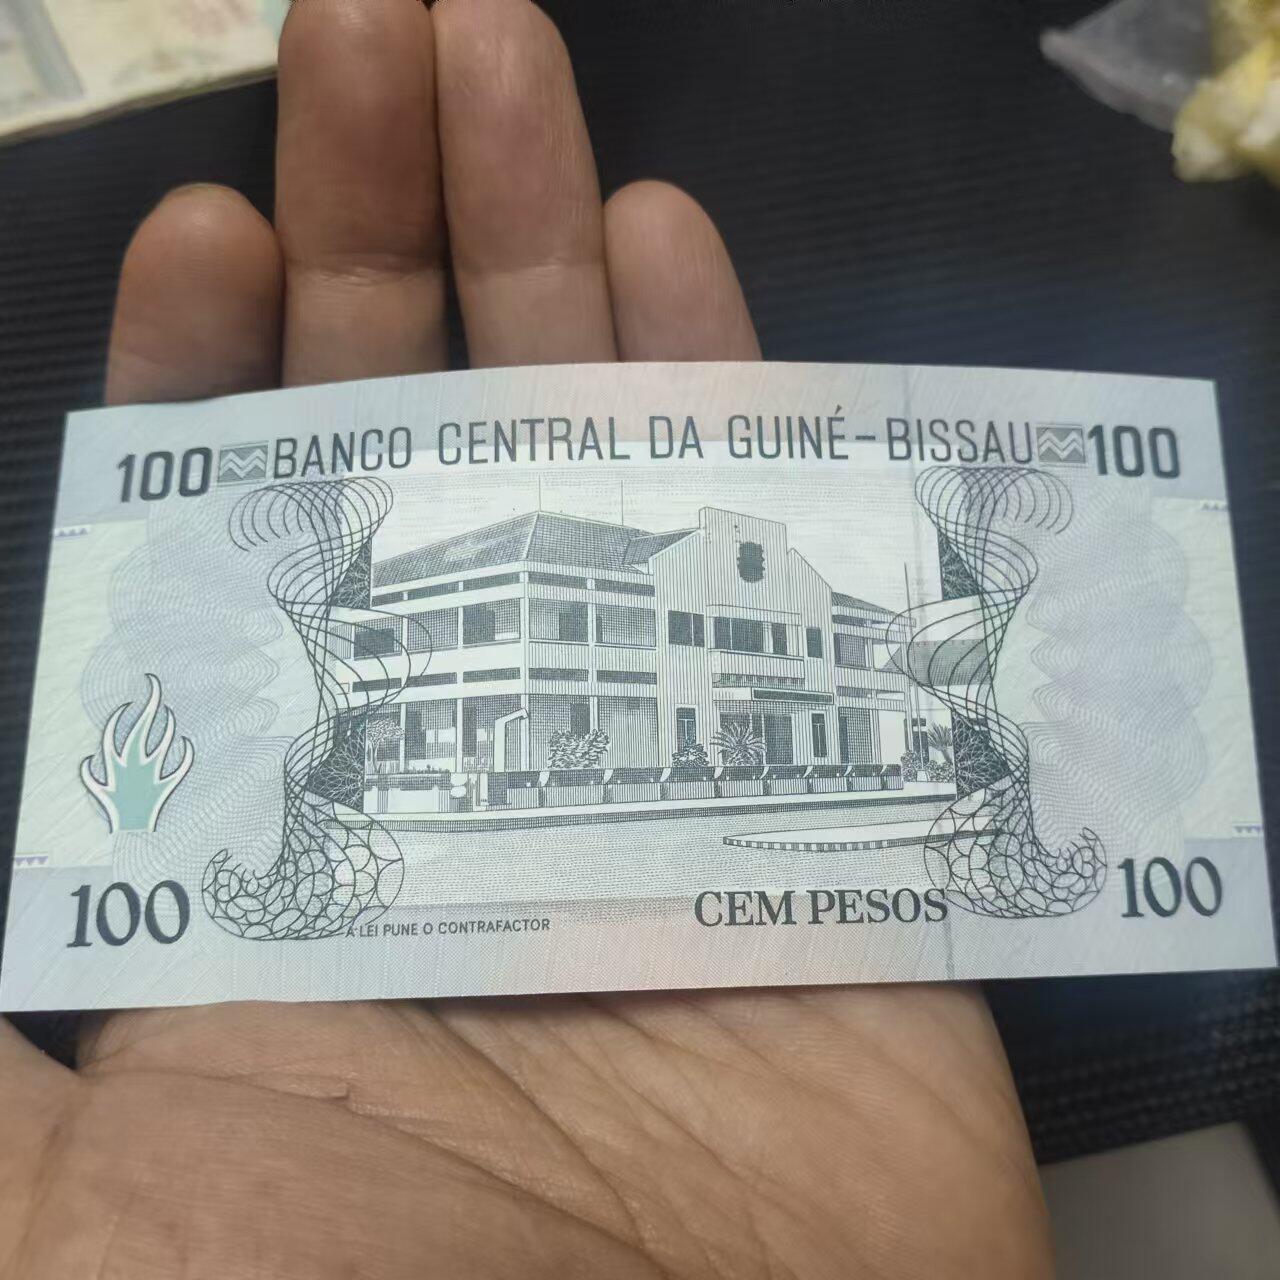 100 BANCO CENTRAL DA GUINÉ-BISSAU 100
100 A LEI PUNE O CONTRAFACTOR CEM PESOS 100